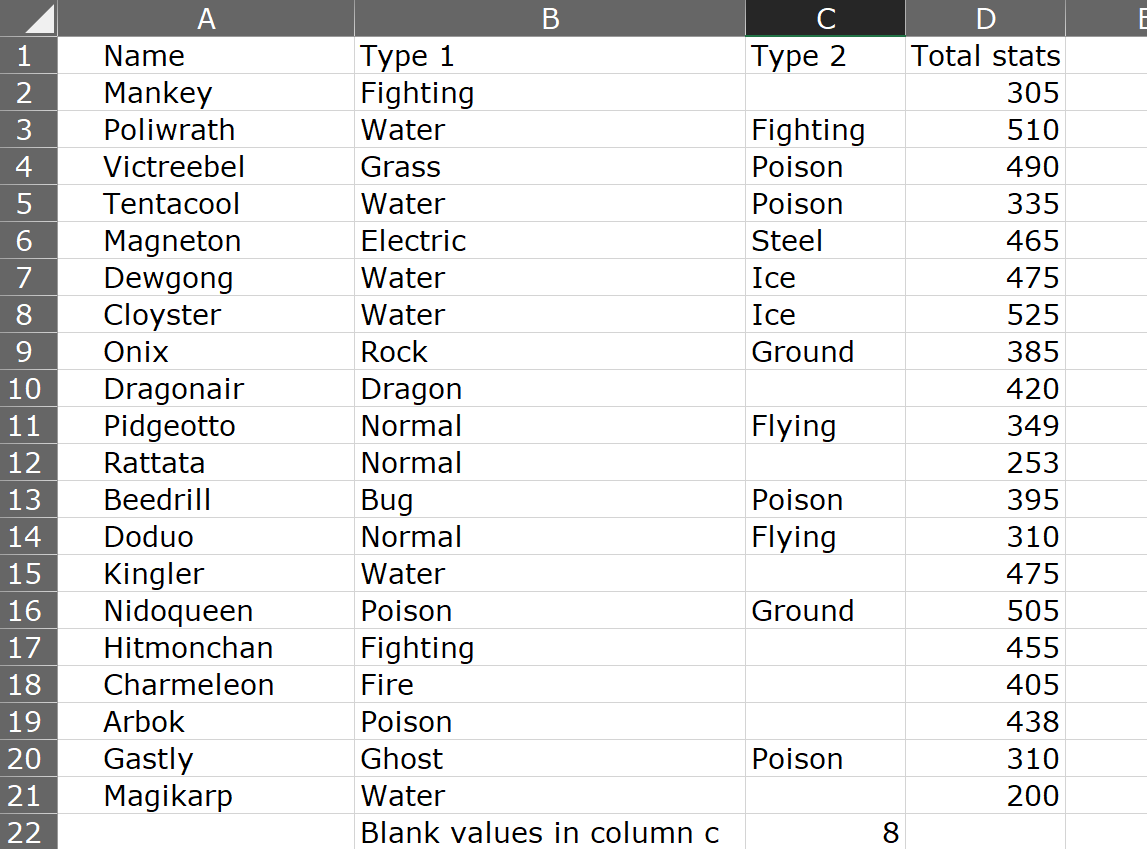 A B C D
1 Name Type 1 Type 2 Total stats
2 Mankey Fighting 305
3 Poliwrath Water Fighting 510
4 Victreebel Grass Poison 490
5 Tentacool Water Poison 335
6 Magneton Electric Steel 465
7 Dewgong Water Ice 475
8 Cloyster Water Ice 525
9 Onix Rock Ground 385
10 Dragonair Dragon 420
11 Pidgeotto Normal Flying 349
12 Rattata Normal 253
13 Beedrill Bug Poison 395
14 Doduo Normal Flying 310
15 Kingler Water 475
16 Nidoqueen Poison Ground 505
17 Hitmonchan Fighting 455
18 Charmeleon Fire 405
19 Arbok Poison 438
20 Gastly Ghost Poison 310
21 Magikarp Water 200
22 Blank values in column c 8